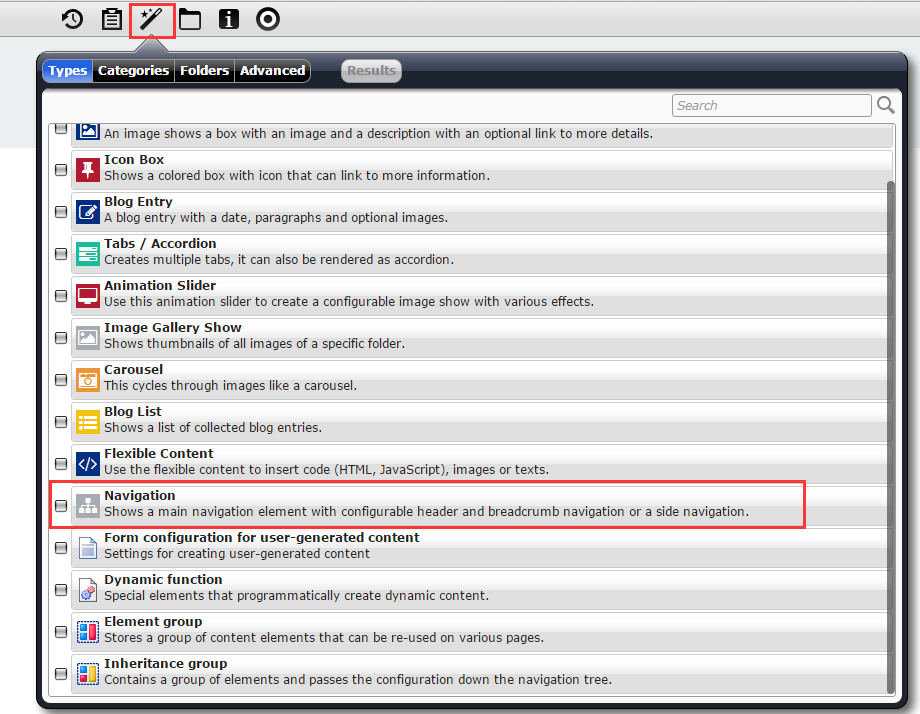 Types Categories Folders Advanced Results
Search
An image shows a box with an image and a description with an optional link to more details.
Icon Box
Shows a colored box with icon that can link to more information.
Blog Entry
A blog entry with a date, paragraphs and optional images.
Tabs / Accordion
Creates multiple tabs, it can also be rendered as accordion.
Animation Slider
Use this animation slider to create a configurable image show with various effects.
Image Gallery Show
Shows thumbnails of all images of a specific folder.
Carousel
This cycles through images like a carousel.
Blog List
Shows a list of collected blog entries.
Flexible Content
Use the flexible content to insert code (HTML, JavaScript), images or texts.
Navigation
Shows a main navigation element with configurable header and breadcrumb navigation or a side navigation.
Form configuration for user-generated content
Settings for creating user-generated content
Dynamic function
Special elements that programmatically create dynamic content.
Element group
Stores a group of content elements that can be re-used on various pages.
Inheritance group
Contains a group of elements and passes the configuration down the navigation tree.